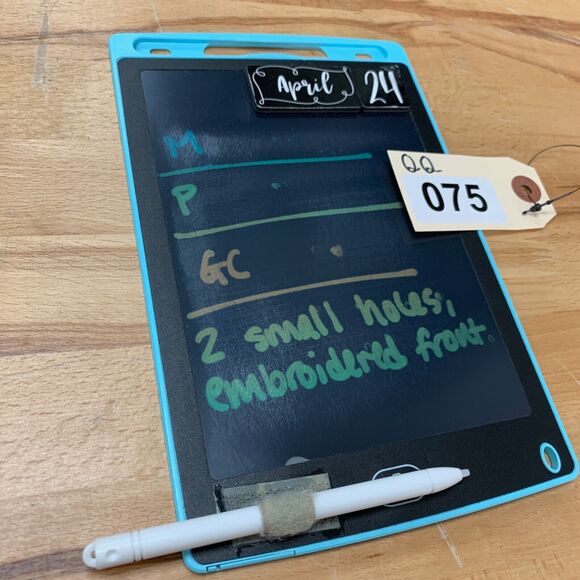 April 24
QQ
075
M
P
GC
2 small holes,
embroidered front.